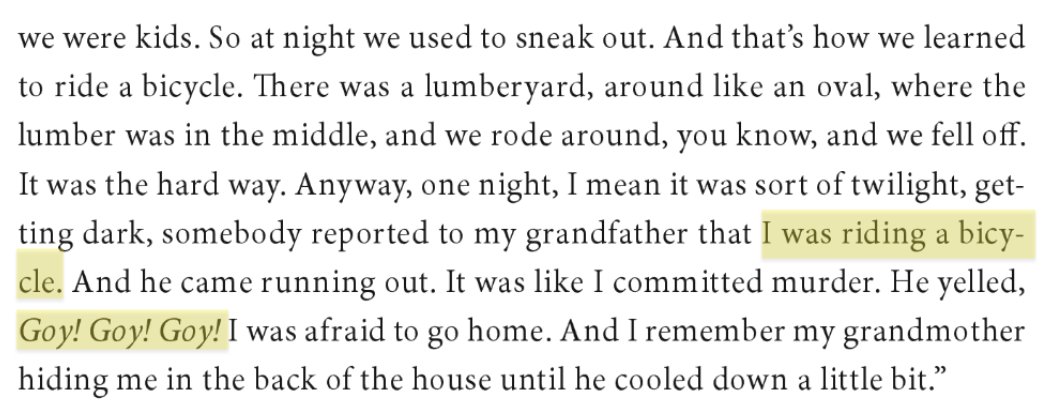 we were kids. So at night we used to sneak out. And that’s how we learned
to ride a bicycle. There was a lumberyard, around like an oval, where the
lumber was in the middle, and we rode around, you know, and we fell off.
It was the hard way. Anyway, one night, I mean it was sort of twilight, get-
ting dark, somebody reported to my grandfather that I was riding a bicy-
cle. And he came running out. It was like I committed murder. He yelled,
Goy! Goy! Goy! I was afraid to go home. And I remember my grandmother
hiding me in the back of the house until he cooled down a little bit.”